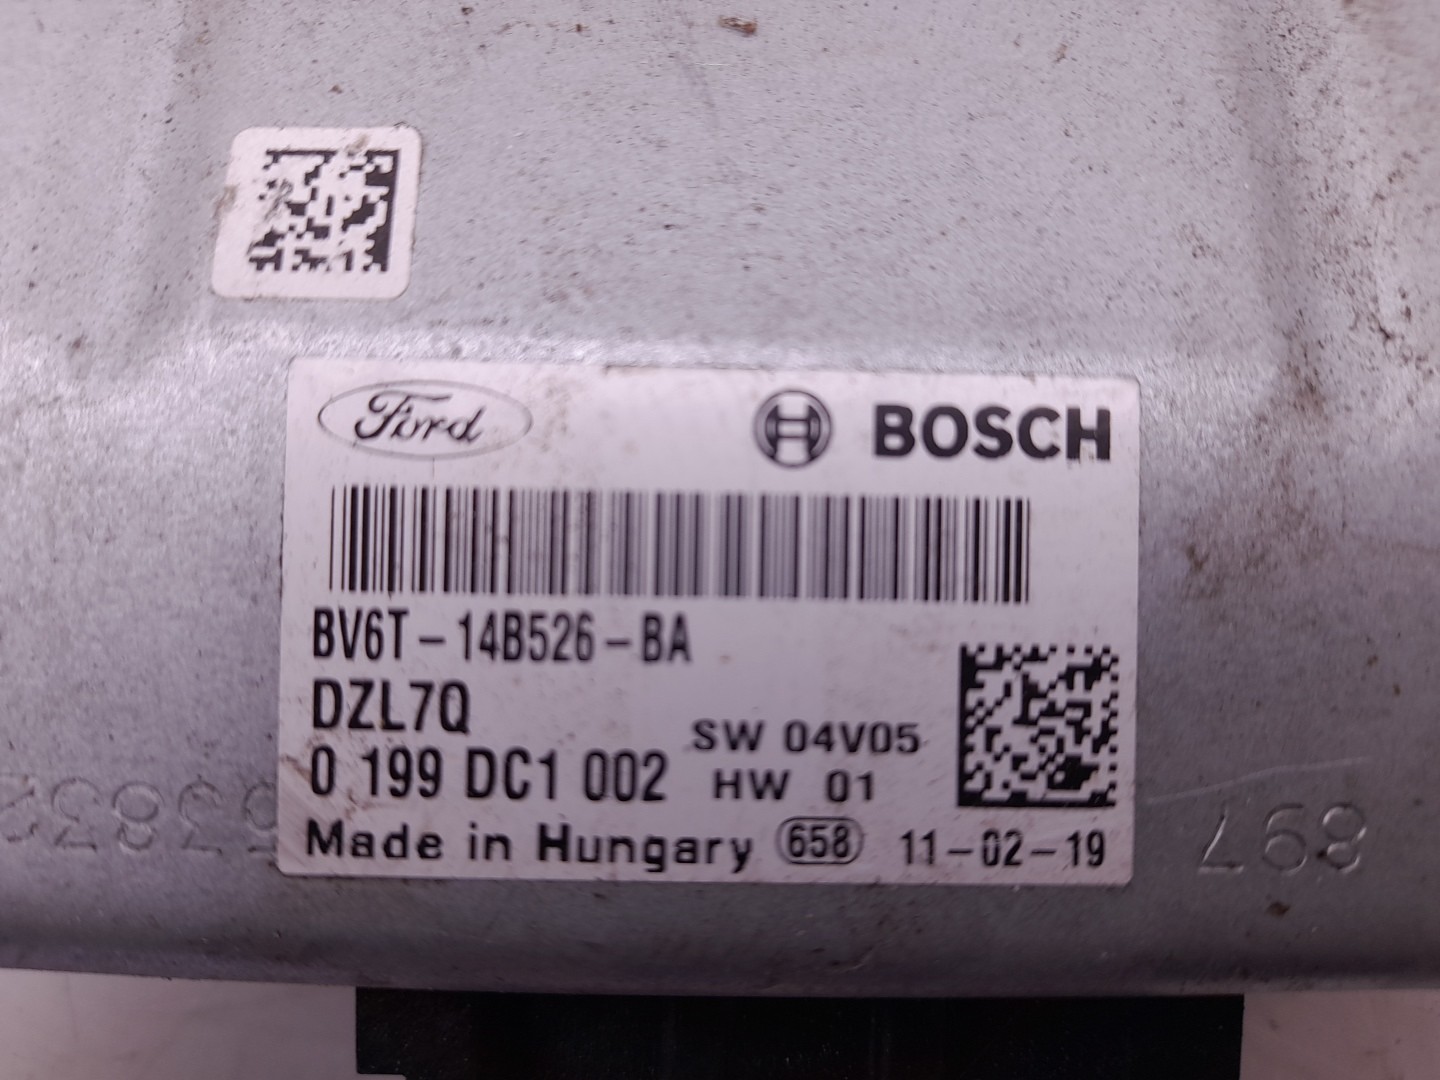 Ford BOSCH
BV6T-14B526-BA
DZL7Q
SW 04V05
0 199 DC1 002
HW 01
Made in Hungary 658 11-02-19